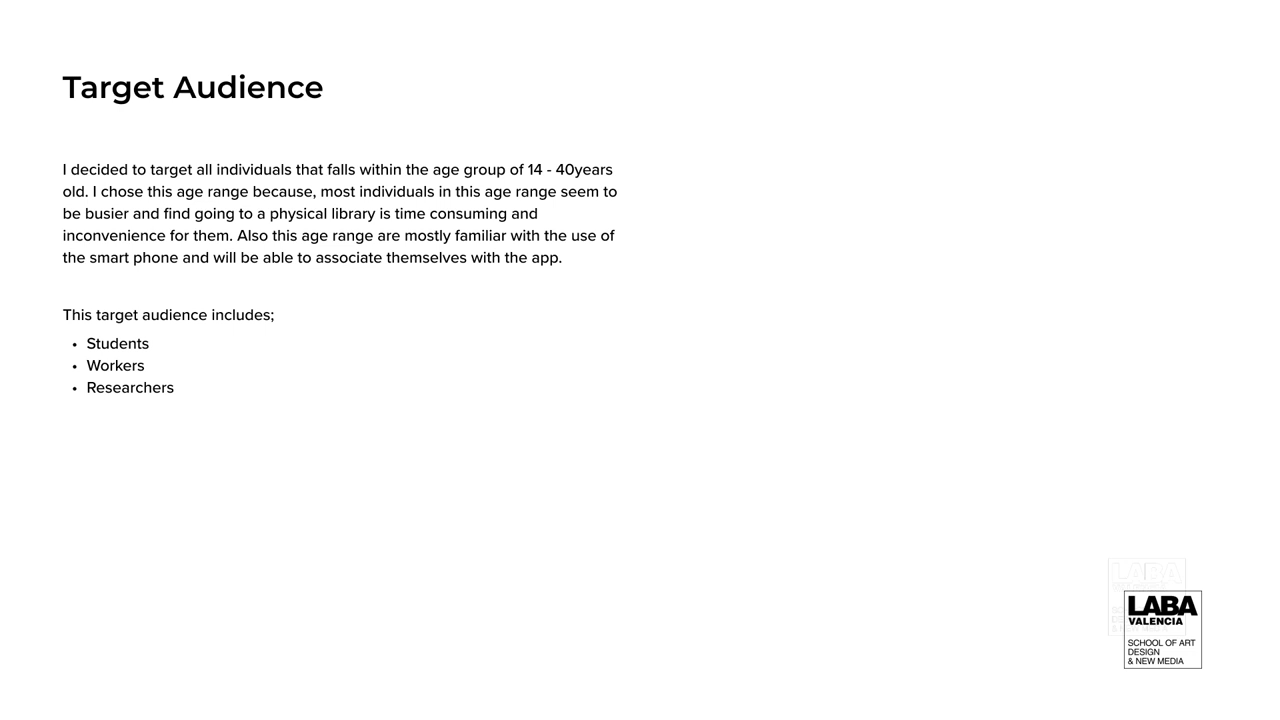 Target Audience
I decided to target all individuals that falls within the age group of 14 - 40years
old. I chose this age range because, most individuals in this age range seem to
be busier and find going to a physical library is time consuming and
inconvenience for them. Also this age range are mostly familiar with the use of
the smart phone and will be able to associate themselves with the app.
This target audience includes;
• Students
• Workers
• Researchers
LABA
LABA
VALENCIA
SCHOOL OF ART
DESIGN
& NEW MEDIA